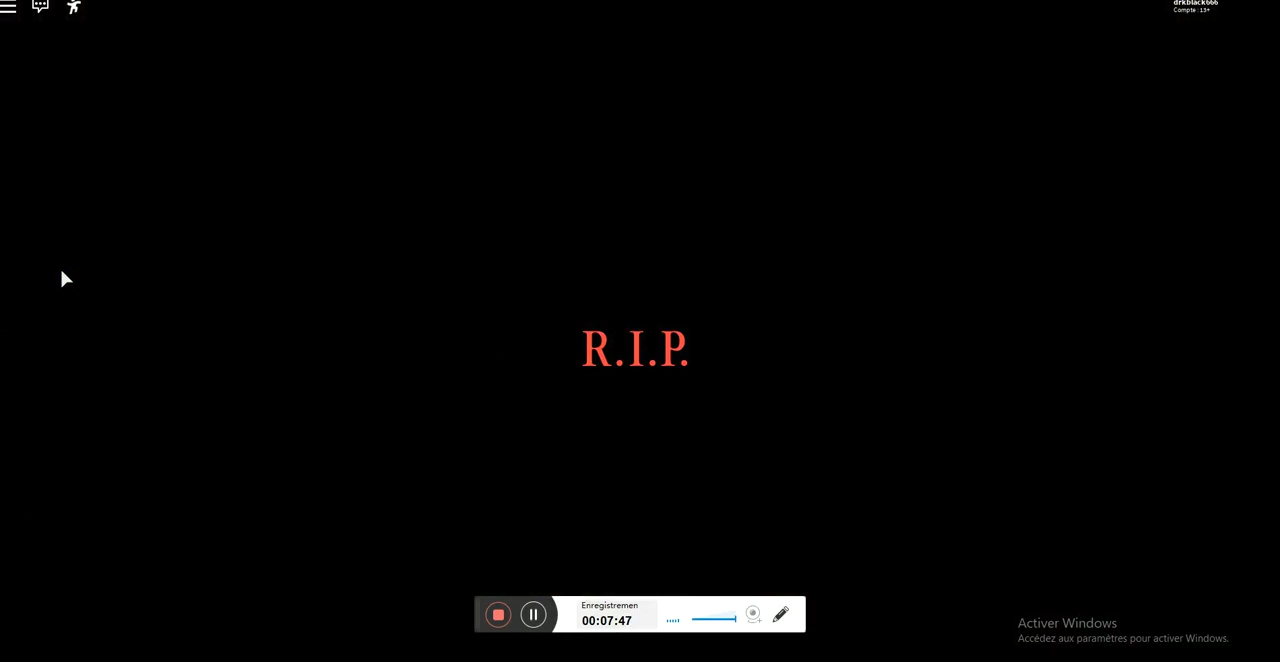 drkblack666
Compte : 13+
R.I.P.
Enregistremen
00:07:47
Activer Windows
Accédez aux paramètres pour activer Windows.